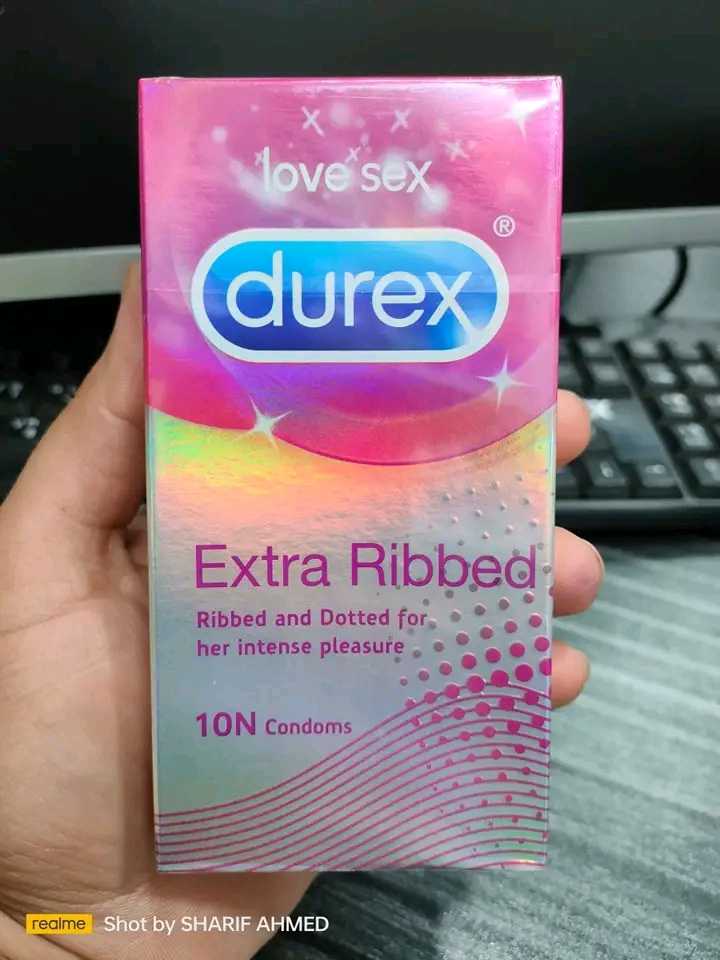 love sex
durex®
Extra Ribbed
Ribbed and Dotted for
her intense pleasure
10N Condoms
realme Shot by SHARIF AHMED